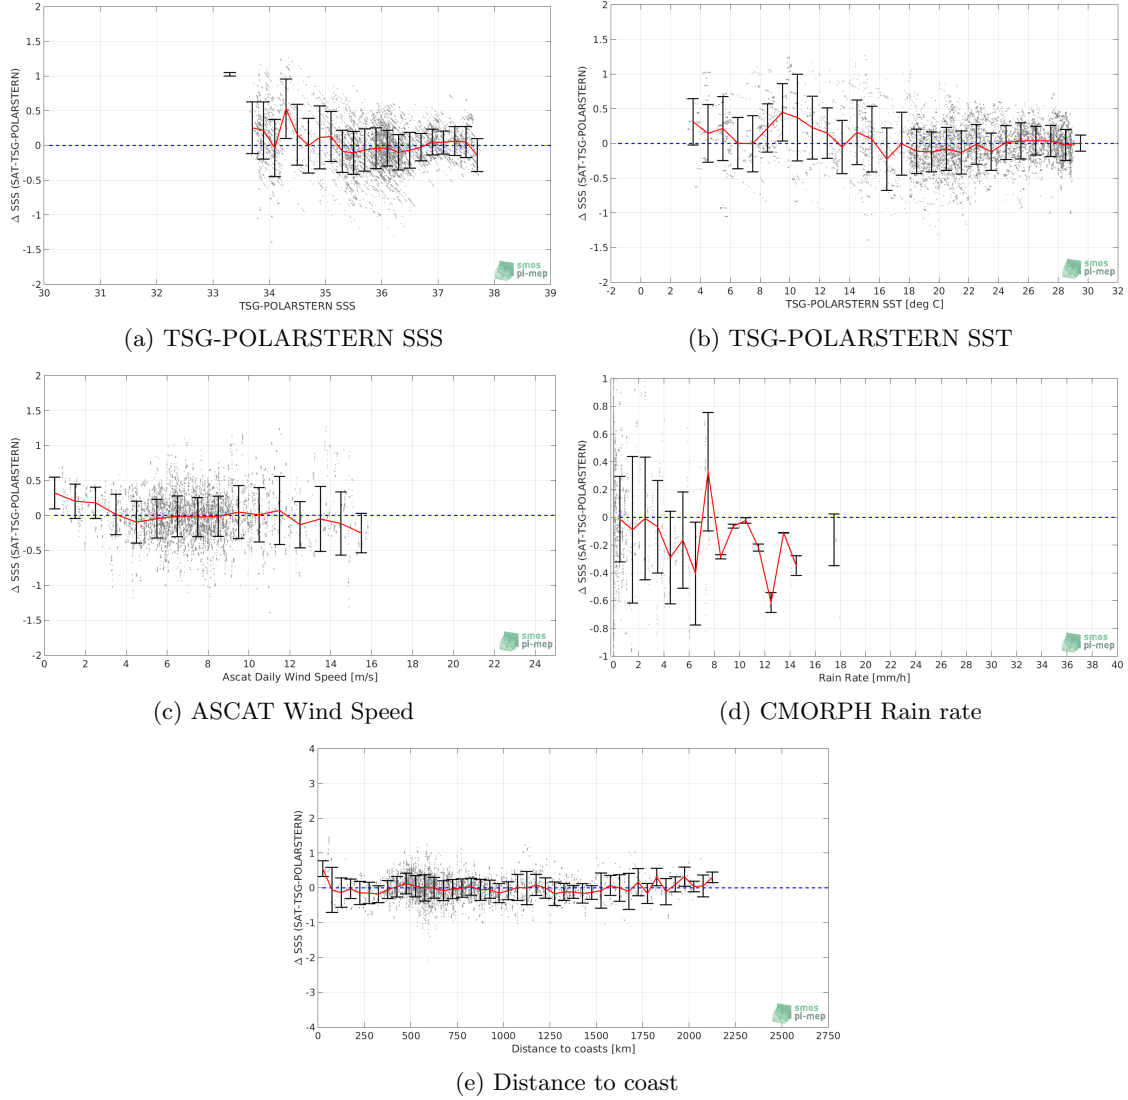 2
1.5
1
0.5
0
-0.5
-1
-1.5
-2
Δ SSS (SAT-TSG-POLARSTERN)
30 31 32 33 34 35 36 37 38 39
TSG-POLARSTERN SSS
smos
pi-mep
(a) TSG-POLARSTERN SSS
2
1.5
1
0.5
0
-0.5
-1
-1.5
-2
Δ SSS (SAT-TSG-POLARSTERN)
-2 0 2 4 6 8 10 12 14 16 18 20 22 24 26 28 30 32
TSG-POLARSTERN SST [deg C]
smos
pi-mep
(b) TSG-POLARSTERN SST
2
1.5
1
0.5
0
-0.5
-1
-1.5
-2
Δ SSS (SAT-TSG-POLARSTERN)
0 2 4 6 8 10 12 14 16 18 20 22 24
Ascat Daily Wind Speed [m/s]
smos
pi-mep
(c) ASCAT Wind Speed
1
0.8
0.6
0.4
0.2
0
-0.2
-0.4
-0.6
-0.8
-1
Δ SSS (SAT-TSG-POLARSTERN)
0 2 4 6 8 10 12 14 16 18 20 22 24 26 28 30 32 34 36 38 40
Rain Rate [mm/h]
smos
pi-mep
(d) CMORPH Rain rate
4
3
2
1
0
-1
-2
-3
-4
Δ SSS (SAT-TSG-POLARSTERN)
0 250 500 750 1000 1250 1500 1750 2000 2250 2500 2750
Distance to coasts [km]
smos
pi-mep
(e) Distance to coast